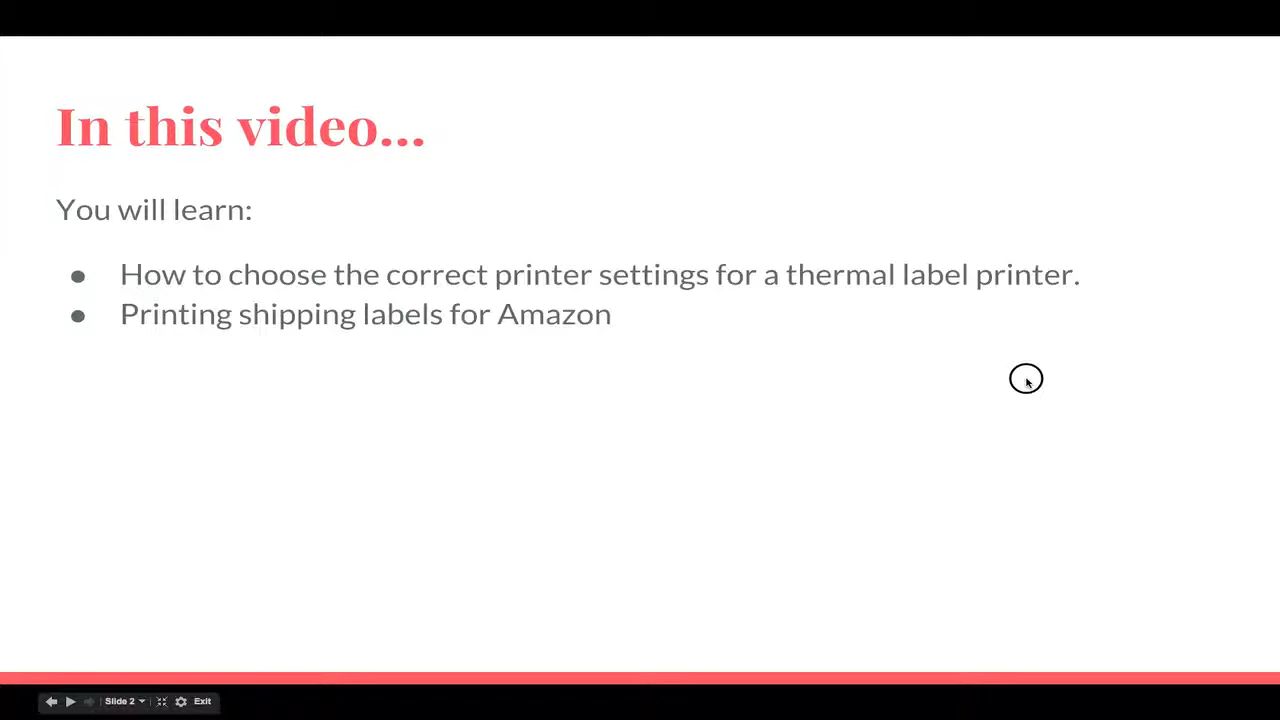 In this video...
You will learn:
● How to choose the correct printer settings for a thermal label printer.
● Printing shipping labels for Amazon
Slide 2 Exit